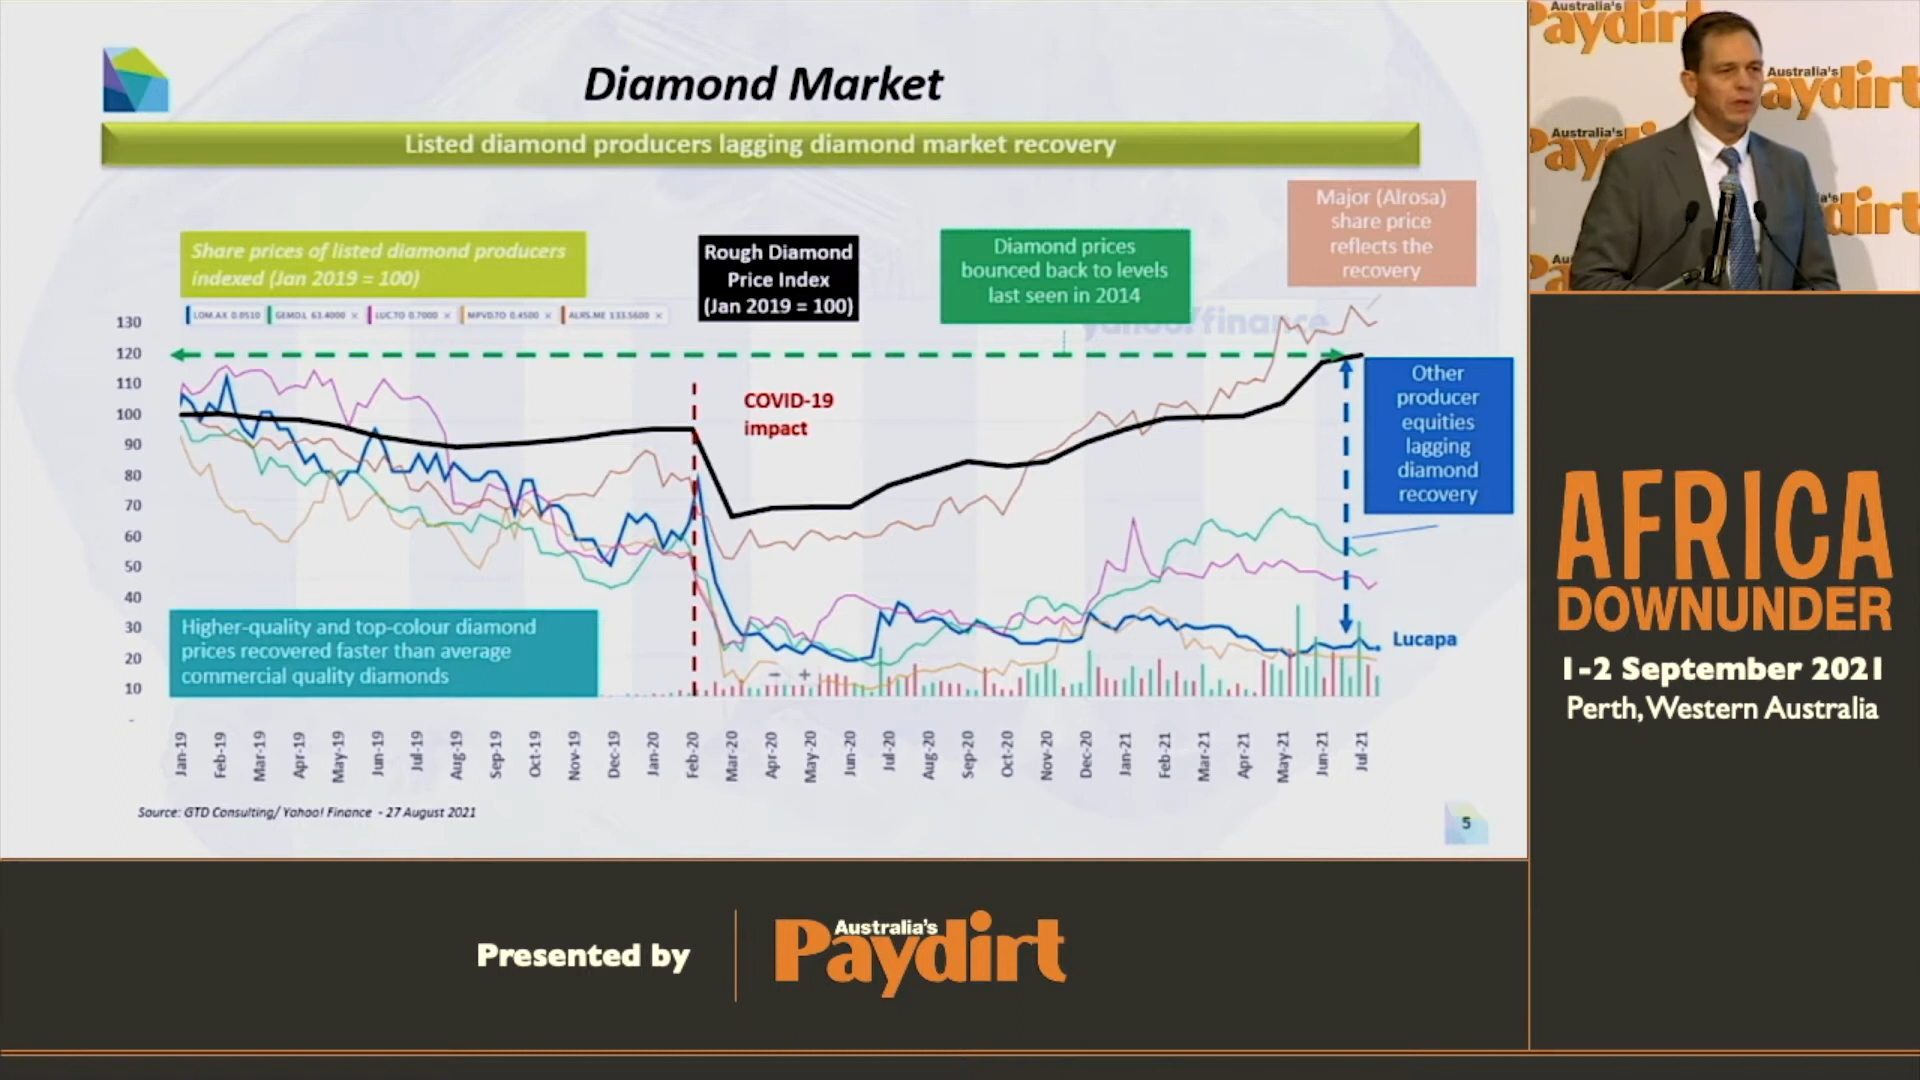 Diamond Market
Listed diamond producers lagging diamond market recovery
Share prices of listed diamond producers
indexed (Jan 2019 = 100)
Rough Diamond
Price Index
(Jan 2019 = 100)
Diamond prices
bounced back to levels
last seen in 2014
Major (Alrosa)
share price
reflects the
recovery
LOM.AX 0.0510
GEMD.L 63.4000 ×
LUC.TO 0.7000 ×
MPVD.TO 0.4500 ×
ALRS.ME 133.5600 ×
yahoo!finance
130
120
110
100
90
80
70
60
50
40
30
20
10
-
COVID-19
impact
Other
producer
equities
lagging
diamond
recovery
Higher-quality and top-colour diamond
prices recovered faster than average
commercial quality diamonds
− +
Lucapa
Jan-19
Feb-19
Mar-19
Apr-19
May-19
Jun-19
Jul-19
Aug-19
Sep-19
Oct-19
Nov-19
Dec-19
Jan-20
Feb-20
Mar-20
Apr-20
May-20
Jun-20
Jul-20
Aug-20
Sep-20
Oct-20
Nov-20
Dec-20
Jan-21
Feb-21
Mar-21
Apr-21
May-21
Jun-21
Jul-21
Source: GTD Consulting/ Yahoo! Finance - 27 August 2021
5
Australia's
Paydirt
Australia's
Paydirt
Australia's
AFRICA
DOWNUNDER
1-2 September 2021
Perth, Western Australia
Presented by
Australia's
Paydirt